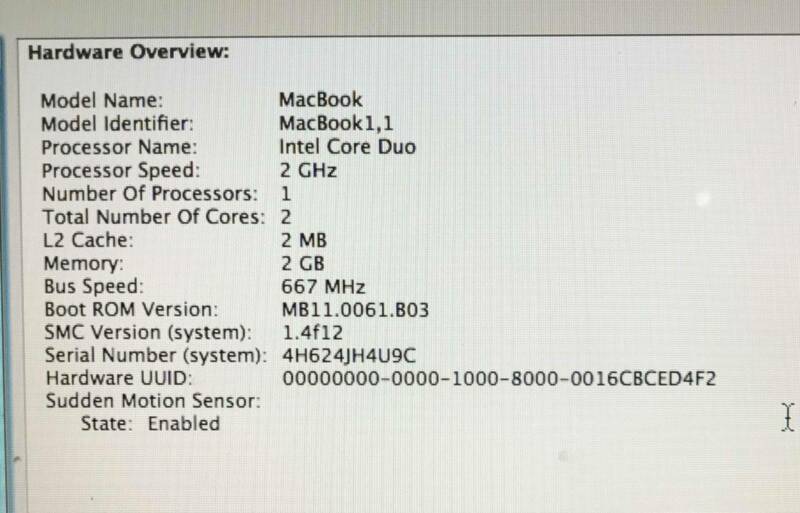 Hardware Overview:
Model Name: MacBook
Model Identifier: MacBook1,1
Processor Name: Intel Core Duo
Processor Speed: 2 GHz
Number Of Processors: 1
Total Number Of Cores: 2
L2 Cache: 2 MB
Memory: 2 GB
Bus Speed: 667 MHz
Boot ROM Version: MB11.0061.B03
SMC Version (system): 1.4f12
Serial Number (system): 4H624JH4U9C
Hardware UUID: 00000000-0000-1000-8000-0016CBCED4F2
Sudden Motion Sensor:
State: Enabled